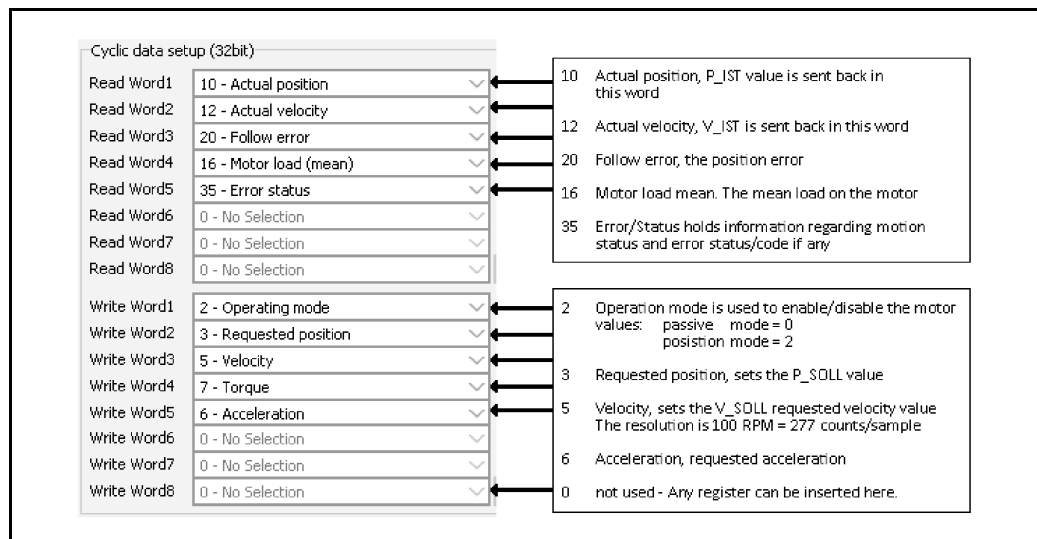 Cyclic data setup (32bit)
Read Word1 10 - Actual position
Read Word2 12 - Actual velocity
Read Word3 20 - Follow error
Read Word4 16 - Motor load (mean)
Read Word5 35 - Error status
Read Word6 0 - No Selection
Read Word7 0 - No Selection
Read Word8 0 - No Selection
Write Word1 2 - Operating mode
Write Word2 3 - Requested position
Write Word3 5 - Velocity
Write Word4 7 - Torque
Write Word5 6 - Acceleration
Write Word6 0 - No Selection
Write Word7 0 - No Selection
Write Word8 0 - No Selection
10 Actual position, P_IST value is sent back in
this word
12 Actual velocity, V_IST is sent back in this word
20 Follow error, the position error
16 Motor load mean. The mean load on the motor
35 Error/Status holds information regarding motion
status and error status/code if any
2 Operation mode is used to enable/disable the motor
values: passive mode = 0
posistion mode = 2
3 Requested position, sets the P_SOLL value
5 Velocity, sets the V_SOLL requested velocity value
The resolution is 100 RPM = 277 counts/sample
6 Acceleration, requested acceleration
0 not used - Any register can be inserted here.